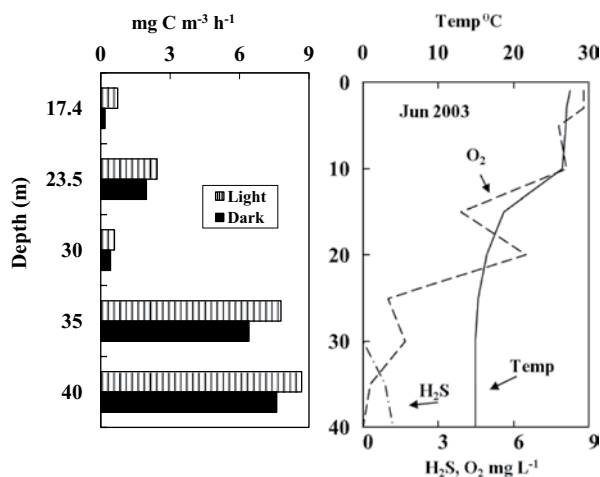 mg C m⁻³ h⁻¹
0 3 6 9
Depth (m)
17.4
23.5
30
35
40
Light
Dark
Temp ⁰C
0 10 20 30
0
10
20
30
40
Jun 2003
O₂
Temp
H₂S
0 3 6 9
H₂S, O₂ mg L⁻¹